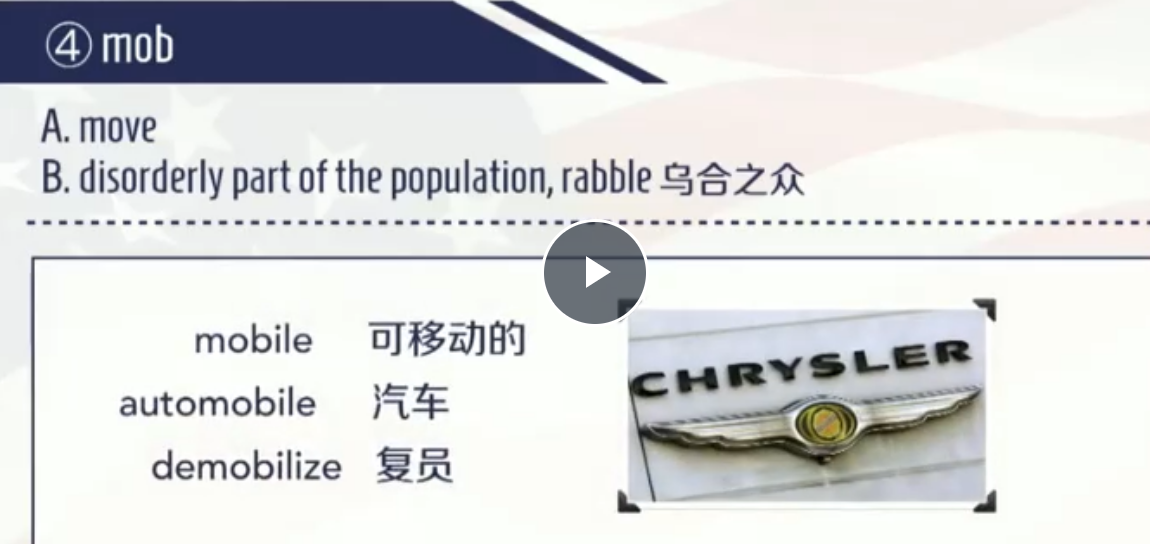 ④ mob
A. move
B. disorderly part of the population, rabble 乌合之众
mobile 可移动的
automobile 汽车
demobilize 复员
CHRYSLER